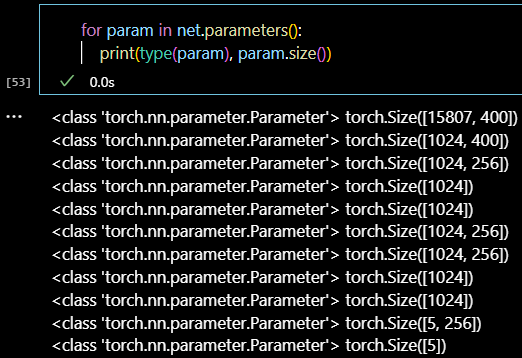 for param in net.parameters():
    print(type(param), param.size())
[53]
0.0s
...
<class 'torch.nn.parameter.Parameter'> torch.Size([15807, 400])
<class 'torch.nn.parameter.Parameter'> torch.Size([1024, 400])
<class 'torch.nn.parameter.Parameter'> torch.Size([1024, 256])
<class 'torch.nn.parameter.Parameter'> torch.Size([1024])
<class 'torch.nn.parameter.Parameter'> torch.Size([1024])
<class 'torch.nn.parameter.Parameter'> torch.Size([1024, 256])
<class 'torch.nn.parameter.Parameter'> torch.Size([1024, 256])
<class 'torch.nn.parameter.Parameter'> torch.Size([1024])
<class 'torch.nn.parameter.Parameter'> torch.Size([1024])
<class 'torch.nn.parameter.Parameter'> torch.Size([5, 256])
<class 'torch.nn.parameter.Parameter'> torch.Size([5])